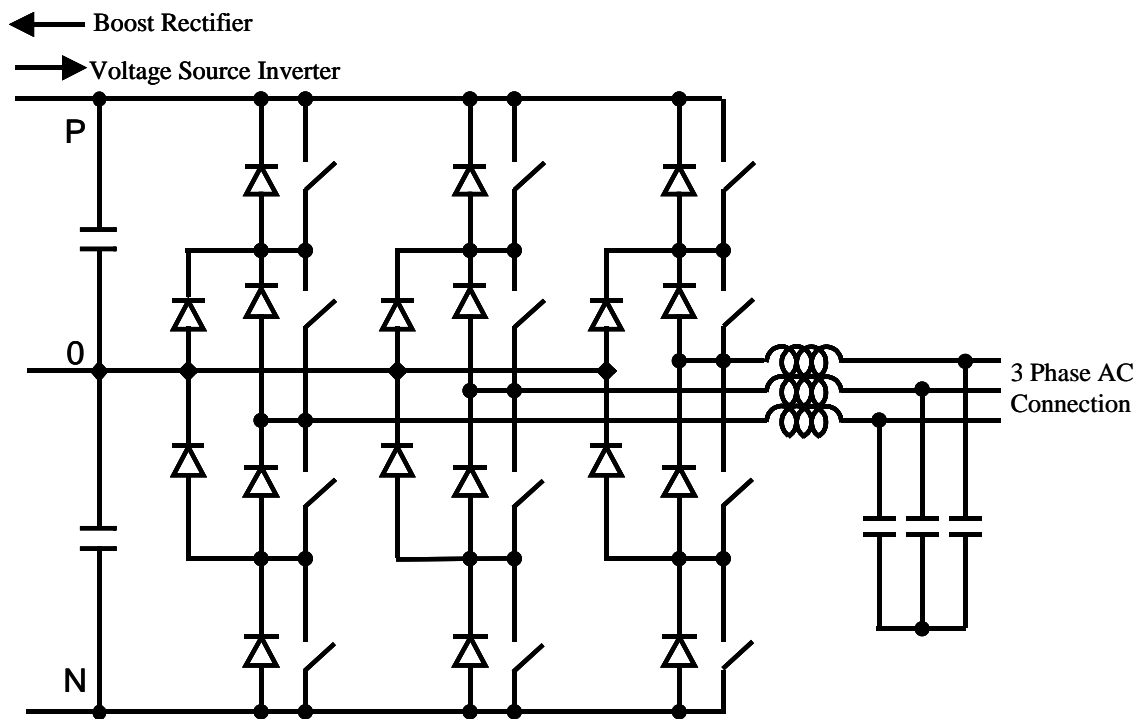 Boost Rectifier
Voltage Source Inverter
P
0
3 Phase AC
Connection
N